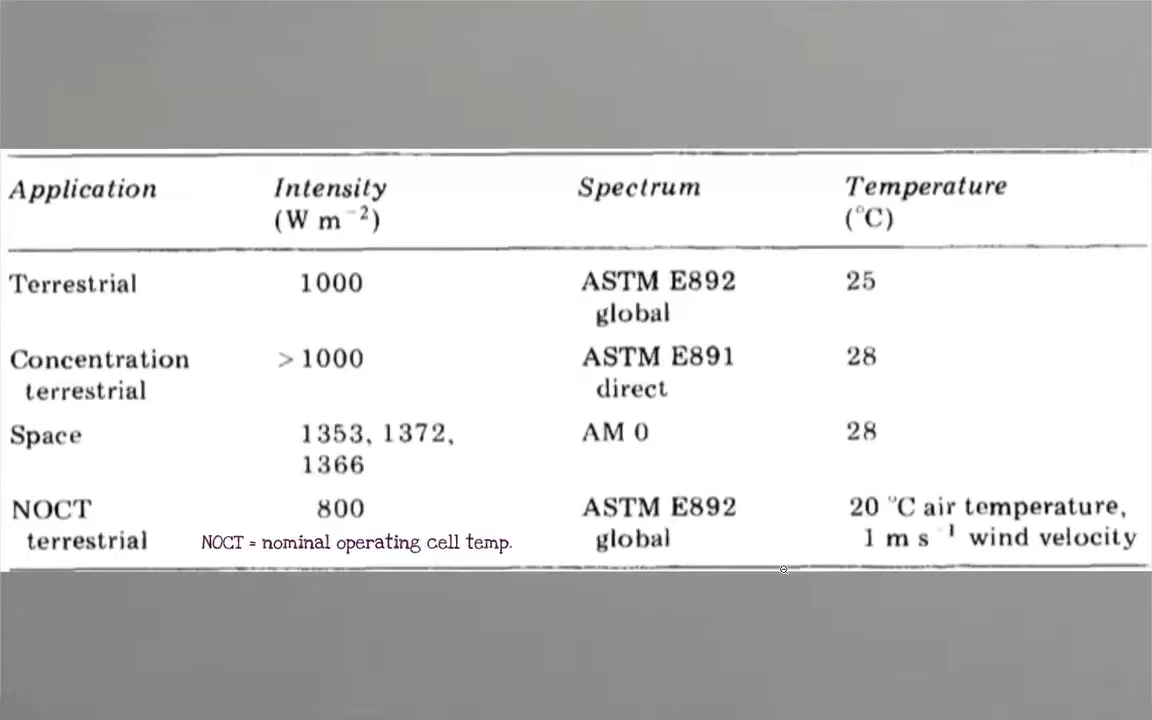 Application Intensity Spectrum Temperature
(W m⁻²) (°C)
Terrestrial 1000 ASTM E892 25
global
Concentration > 1000 ASTM E891 28
terrestrial direct
Space 1353, 1372, AM 0 28
1366
NOCT 800 ASTM E892 20 °C air temperature,
terrestrial NOCT = nominal operating cell temp. global 1 m s⁻¹ wind velocity